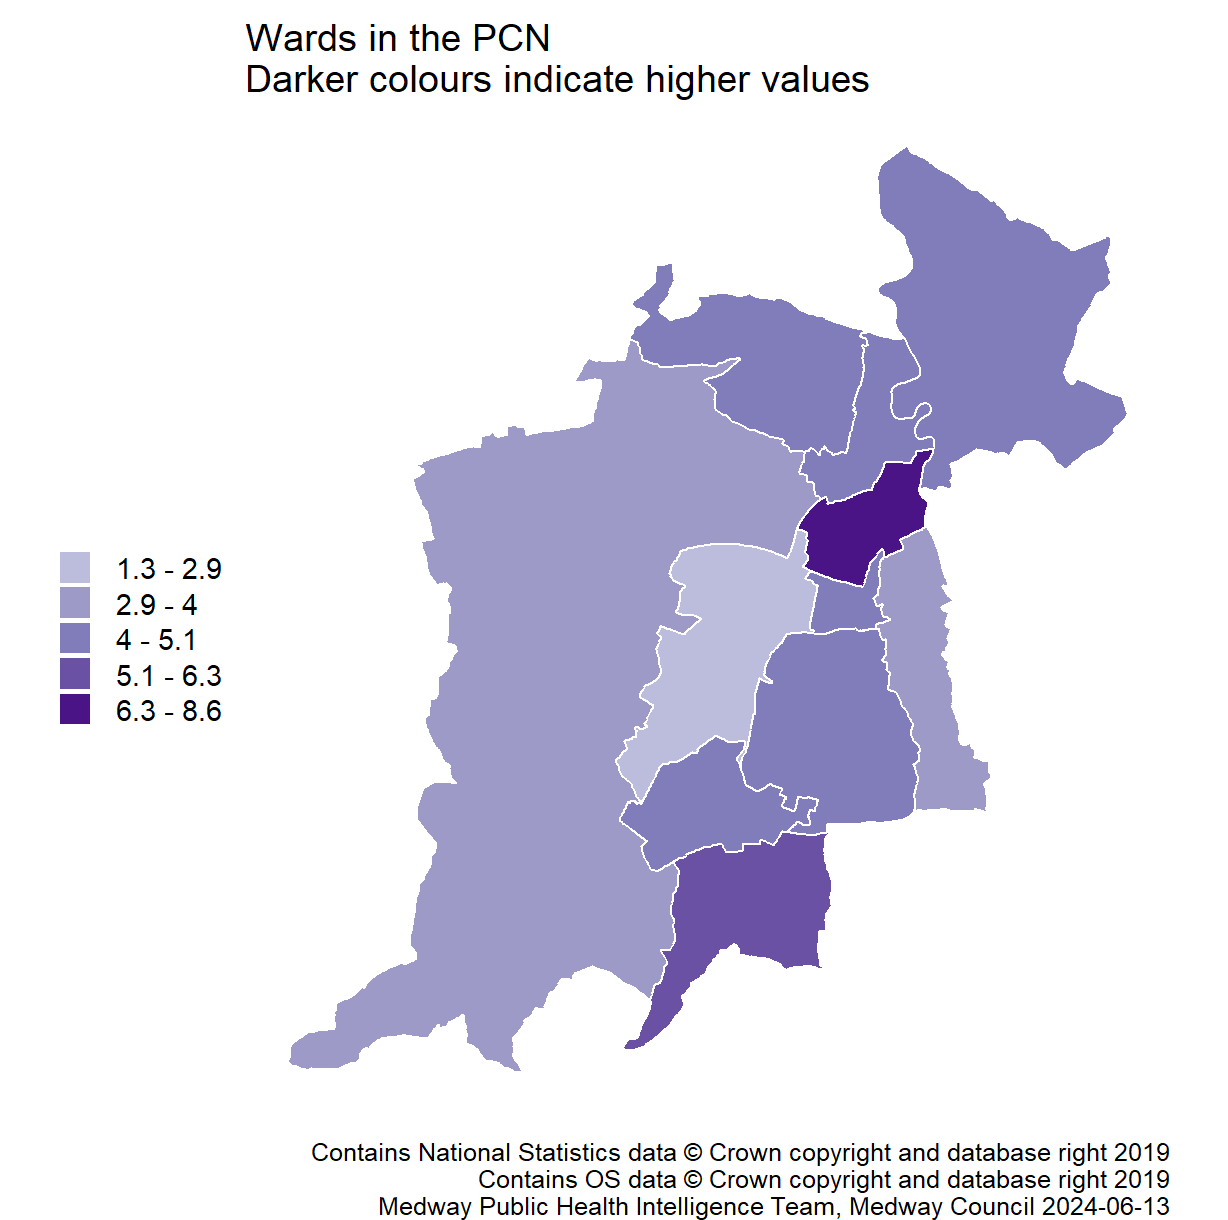 Wards in the PCN
Darker colours indicate higher values
1.3 - 2.9
2.9 - 4
4 - 5.1
5.1 - 6.3
6.3 - 8.6
Contains National Statistics data © Crown copyright and database right 2019
Contains OS data © Crown copyright and database right 2019
Medway Public Health Intelligence Team, Medway Council 2024-06-13